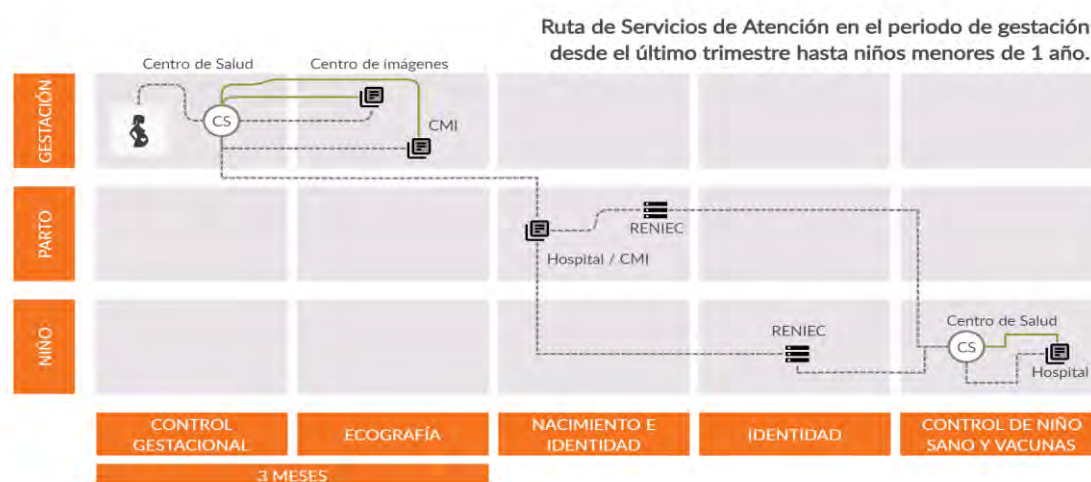 Ruta de Servicios de Atención en el periodo de gestación
desde el último trimestre hasta niños menores de 1 año.
Centro de Salud
Centro de imágenes
GESTACIÓN
CS
CMI
PARTO
RENIEC
Hospital / CMI
NIÑO
RENIEC
Centro de Salud
CS
Hospital
CONTROL
GESTACIONAL
ECOGRAFÍA
NACIMIENTO E
IDENTIDAD
IDENTIDAD
CONTROL DE NIÑO
SANO Y VACUNAS
3 MESES